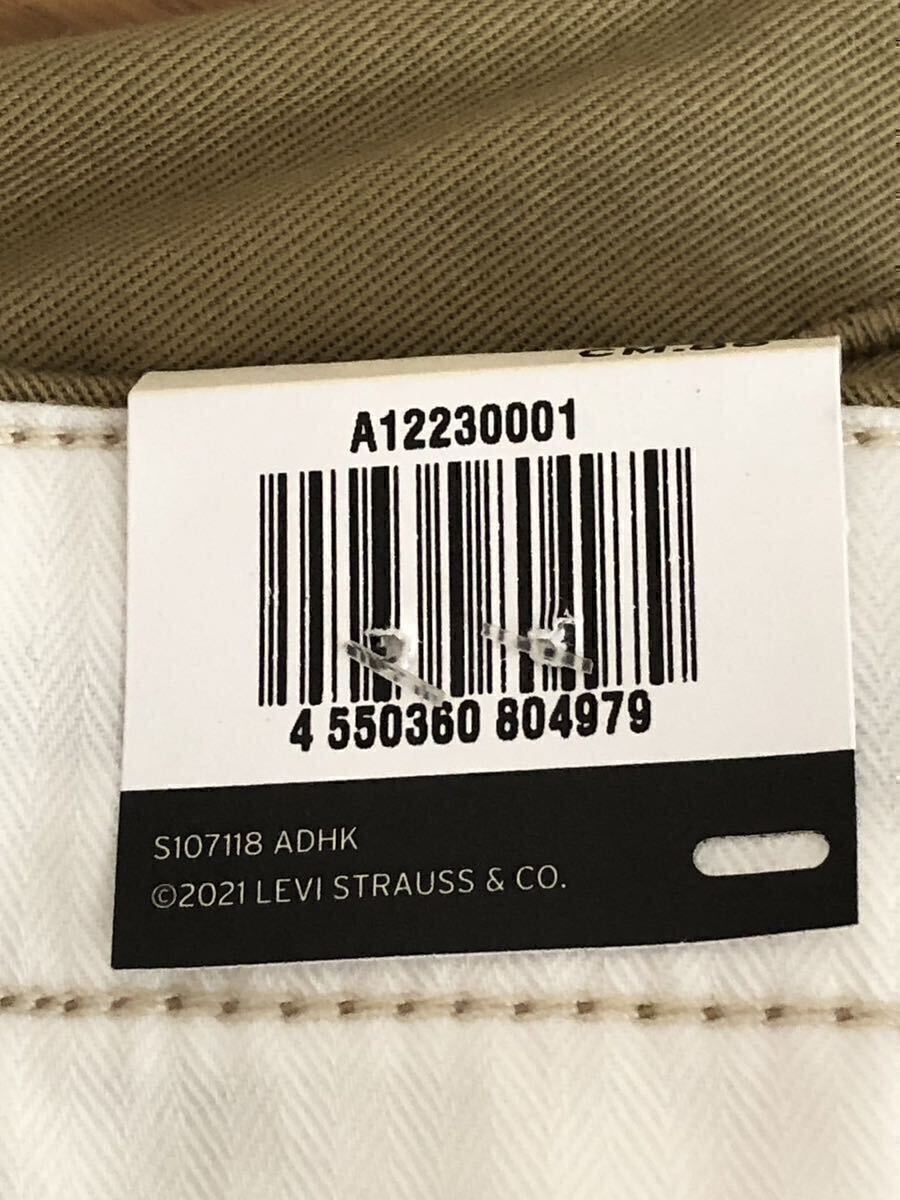 A12230001
4 550360 804979
S107118 ADHK
©2021 LEVI STRAUSS & CO.